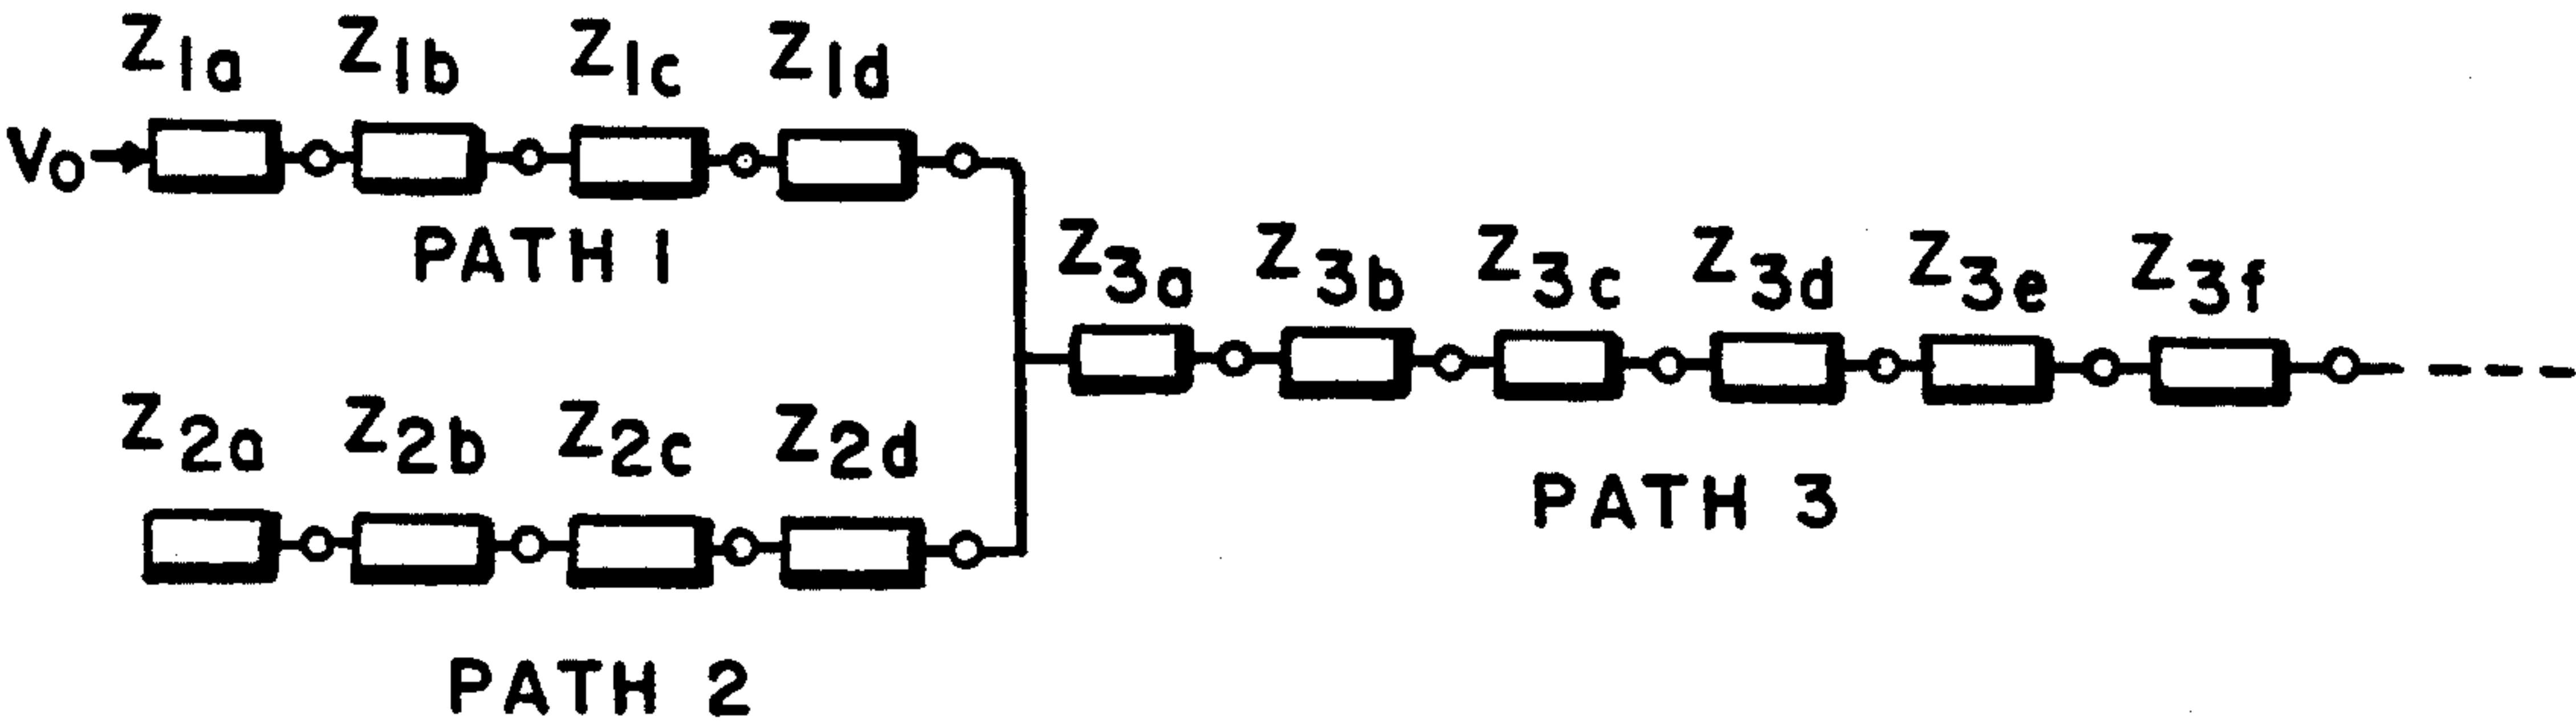 Z1a Z1b Z1c Z1d
V0
PATH 1
Z3a Z3b Z3c Z3d Z3e Z3f
Z2a Z2b Z2c Z2d
PATH 3
PATH 2